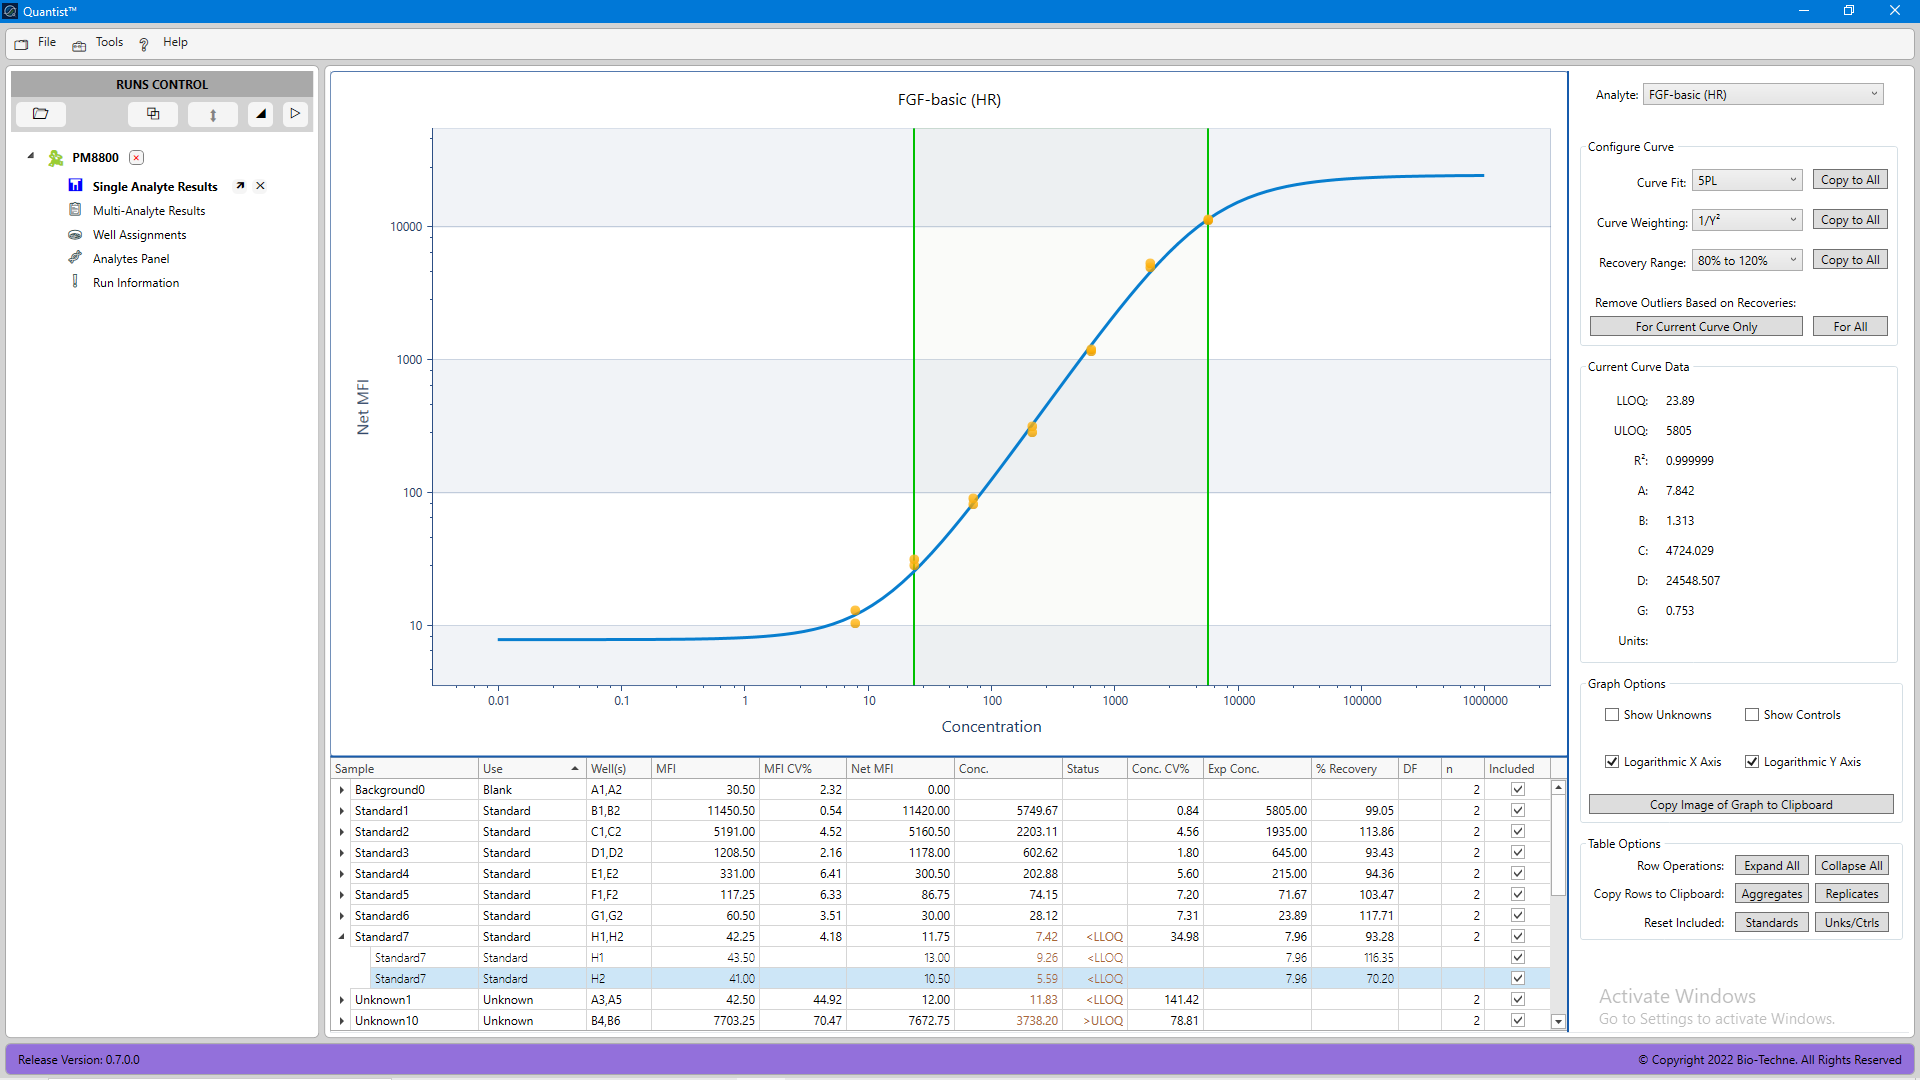 Quantist™
File Tools ? Help
RUNS CONTROL
PM8800
Single Analyte Results
Multi-Analyte Results
Well Assignments
Analytes Panel
Run Information
FGF-basic (HR)
Net MFI
10000
1000
100
10
0.01 0.1 1 10 100 1000 10000 100000 1000000
Concentration
Sample Use Well(s) MFI MFI CV% Net MFI Conc. Status Conc. CV% Exp Conc. % Recovery DF n Included
Background0 Blank A1,A2 30.50 2.32 0.00 2
Standard1 Standard B1,B2 11450.50 0.54 11420.00 5749.67 0.84 5805.00 99.05 2
Standard2 Standard C1,C2 5191.00 4.52 5160.50 2203.11 4.56 1935.00 113.86 2
Standard3 Standard D1,D2 1208.50 2.16 1178.00 602.62 1.80 645.00 93.43 2
Standard4 Standard E1,E2 331.00 6.41 300.50 202.88 5.60 215.00 94.36 2
Standard5 Standard F1,F2 117.25 6.33 86.75 74.15 7.20 71.67 103.47 2
Standard6 Standard G1,G2 60.50 3.51 30.00 28.12 7.31 23.89 117.71 2
Standard7 Standard H1,H2 42.25 4.18 11.75 7.42 <LLOQ 34.98 7.96 93.28 2
Standard7 Standard H1 43.50 13.00 9.26 <LLOQ 7.96 116.35
Standard7 Standard H2 41.00 10.50 5.59 <LLOQ 7.96 70.20
Unknown1 Unknown A3,A5 42.50 44.92 12.00 11.83 <LLOQ 141.42 2
Unknown10 Unknown B4,B6 7703.25 70.47 7672.75 3738.20 >ULOQ 78.81 2
Analyte: FGF-basic (HR)
Configure Curve
Curve Fit: 5PL Copy to All
Curve Weighting: 1/Y² Copy to All
Recovery Range: 80% to 120% Copy to All
Remove Outliers Based on Recoveries:
For Current Curve Only For All
Current Curve Data
LLOQ: 23.89
ULOQ: 5805
R²: 0.999999
A: 7.842
B: 1.313
C: 4724.029
D: 24548.507
G: 0.753
Units:
Graph Options
Show Unknowns Show Controls
Logarithmic X Axis Logarithmic Y Axis
Copy Image of Graph to Clipboard
Table Options
Row Operations: Expand All Collapse All
Copy Rows to Clipboard: Aggregates Replicates
Reset Included: Standards Unks/Ctrls
Activate Windows
Go to Settings to activate Windows.
Release Version: 0.7.0.0
© Copyright 2022 Bio-Techne. All Rights Reserved